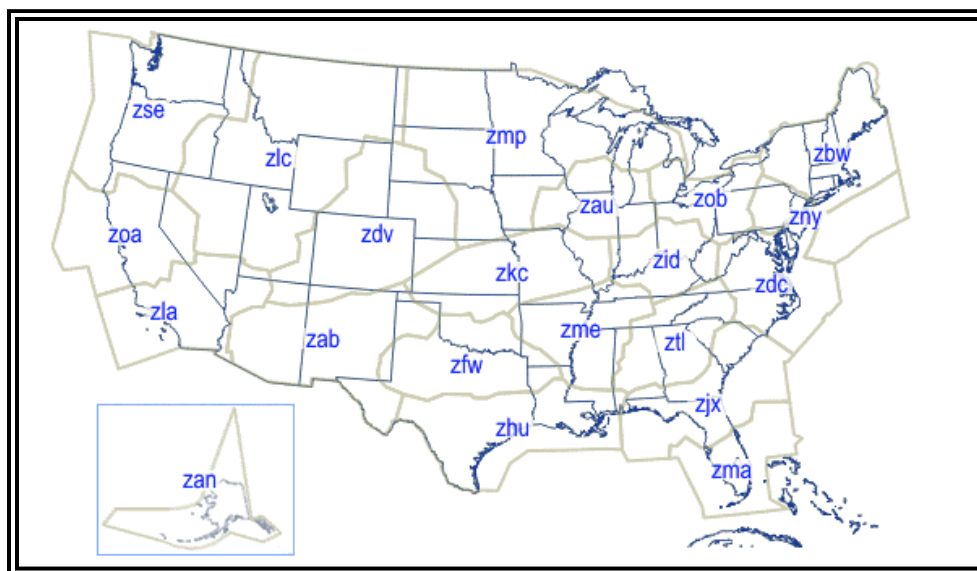 zse
zmp
zbw
zlc
zau
zob
zny
zoa
zdv
zid
zkc
zdc
zla
zab
zme
ztl
zfw
zjx
zhu
zma
zan